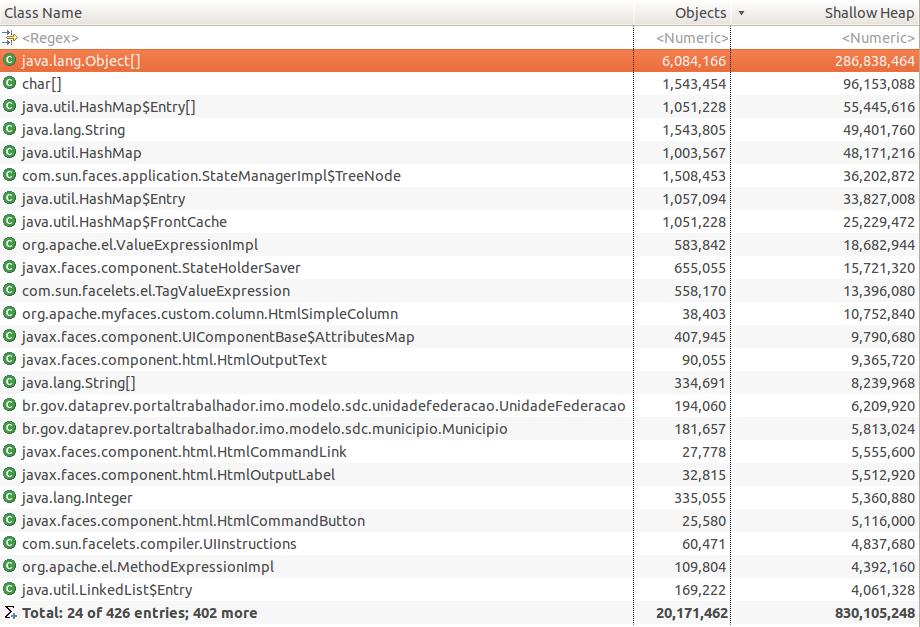 Class Name Objects Shallow Heap
<Regex> <Numeric> <Numeric>
java.lang.Object[] 6,084,166 286,838,464
char[] 1,543,454 96,153,088
java.util.HashMap$Entry[] 1,051,228 55,445,616
java.lang.String 1,543,805 49,401,760
java.util.HashMap 1,003,567 48,171,216
com.sun.faces.application.StateManagerImpl$TreeNode 1,508,453 36,202,872
java.util.HashMap$Entry 1,057,094 33,827,008
java.util.HashMap$FrontCache 1,051,228 25,229,472
org.apache.el.ValueExpressionImpl 583,842 18,682,944
javax.faces.component.StateHolderSaver 655,055 15,721,320
com.sun.facelets.el.TagValueExpression 558,170 13,396,080
org.apache.myfaces.custom.column.HtmlSimpleColumn 38,403 10,752,840
javax.faces.component.UIComponentBase$AttributesMap 407,945 9,790,680
javax.faces.component.html.HtmlOutputText 90,055 9,365,720
java.lang.String[] 334,691 8,239,968
br.gov.dataprev.portaltrabalhador.imo.modelo.sdc.unidadefederacao.UnidadeFederacao 194,060 6,209,920
br.gov.dataprev.portaltrabalhador.imo.modelo.sdc.municipio.Municipio 181,657 5,813,024
javax.faces.component.html.HtmlCommandLink 27,778 5,555,600
javax.faces.component.html.HtmlOutputLabel 32,815 5,512,920
java.lang.Integer 335,055 5,360,880
javax.faces.component.html.HtmlCommandButton 25,580 5,116,000
com.sun.facelets.compiler.UIInstructions 60,471 4,837,680
org.apache.el.MethodExpressionImpl 109,804 4,392,160
java.util.LinkedList$Entry 169,222 4,061,328
Total: 24 of 426 entries; 402 more 20,171,462 830,105,248